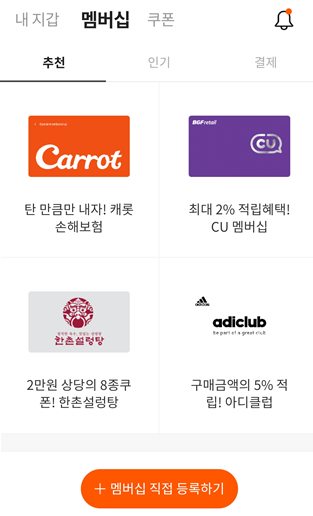 내 지갑 멤버십 쿠폰
추천 인기 결제
Carrot
탄 만큼만 내자! 캐롯
손해보험
BGFretail
CU
최대 2% 적립혜택!
CU 멤버십
한촌설렁탕
2만원 상당의 8종쿠
폰! 한촌설렁탕
adidas
adiclub
Be part of a great club
구매금액의 5% 적
립! 아디클럽
+ 멤버십 직접 등록하기